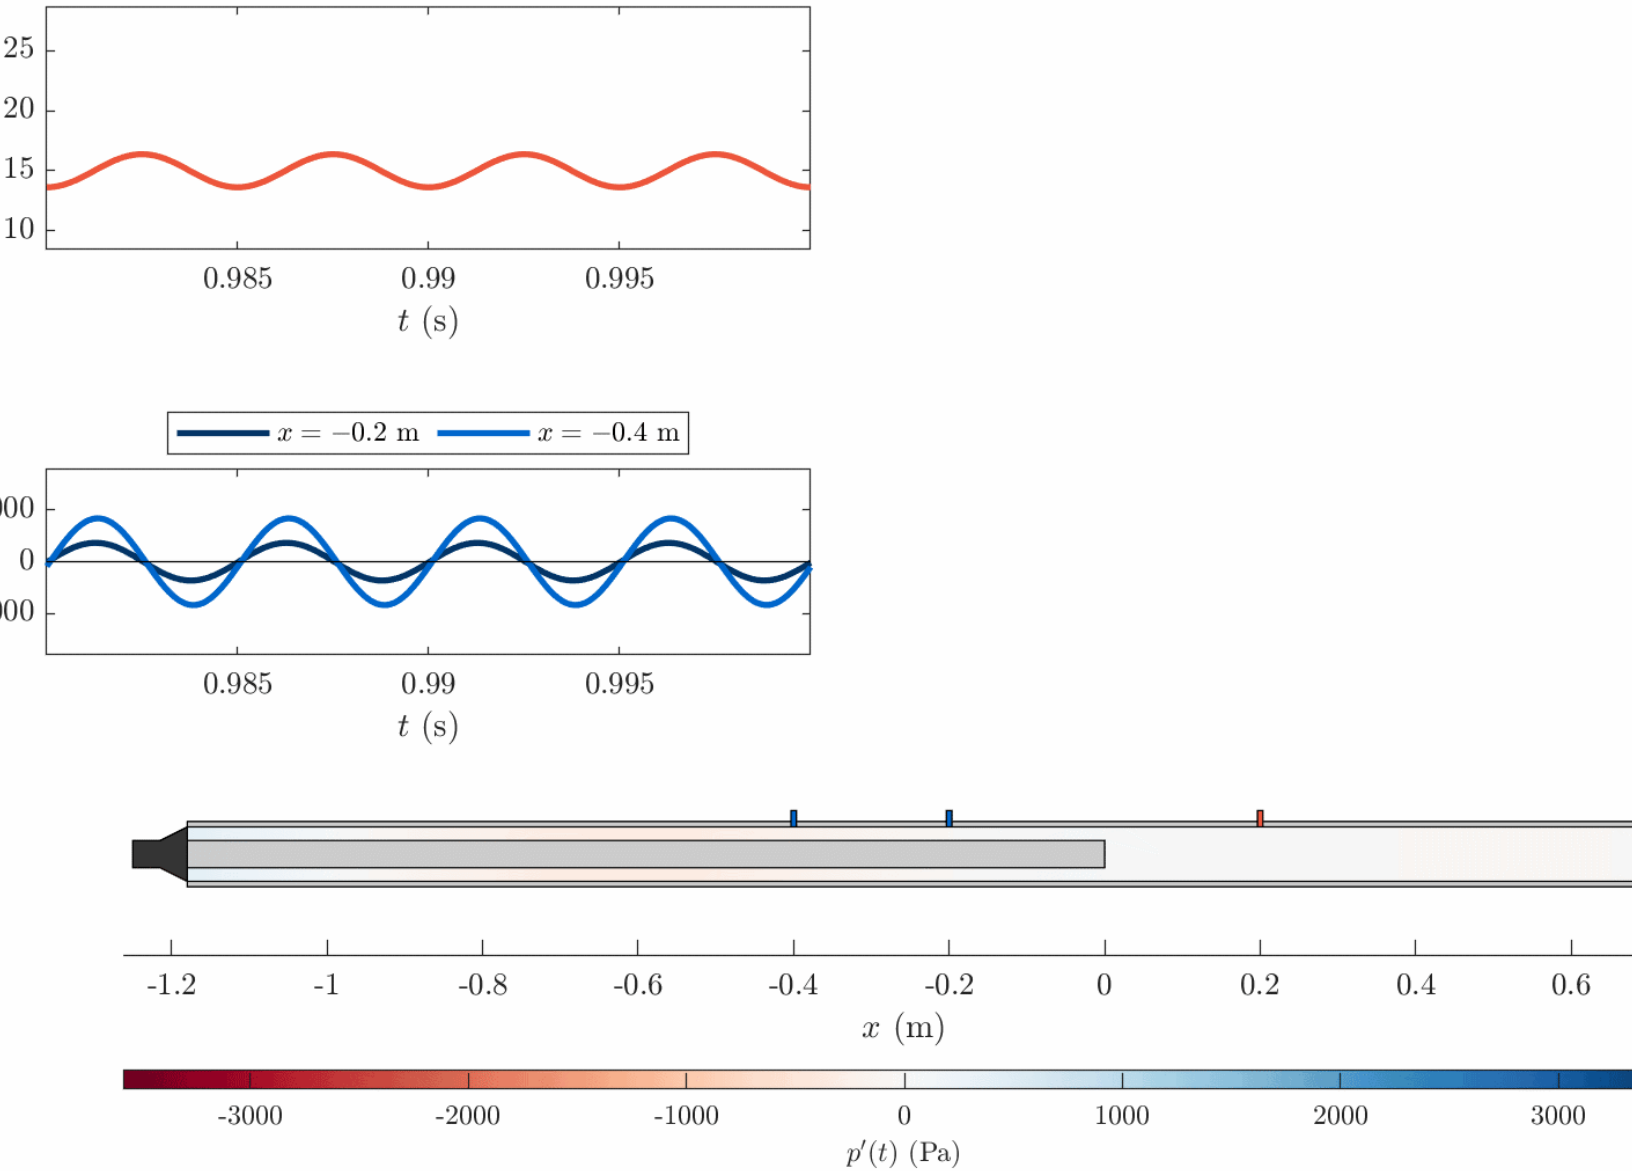 25
20
15
10
0.985 0.99 0.995
t (s)
x = −0.2 m x = −0.4 m
0
0.985 0.99 0.995
t (s)
-1.2 -1 -0.8 -0.6 -0.4 -0.2 0 0.2 0.4 0.6
x (m)
-3000 -2000 -1000 0 1000 2000 3000
p′(t) (Pa)